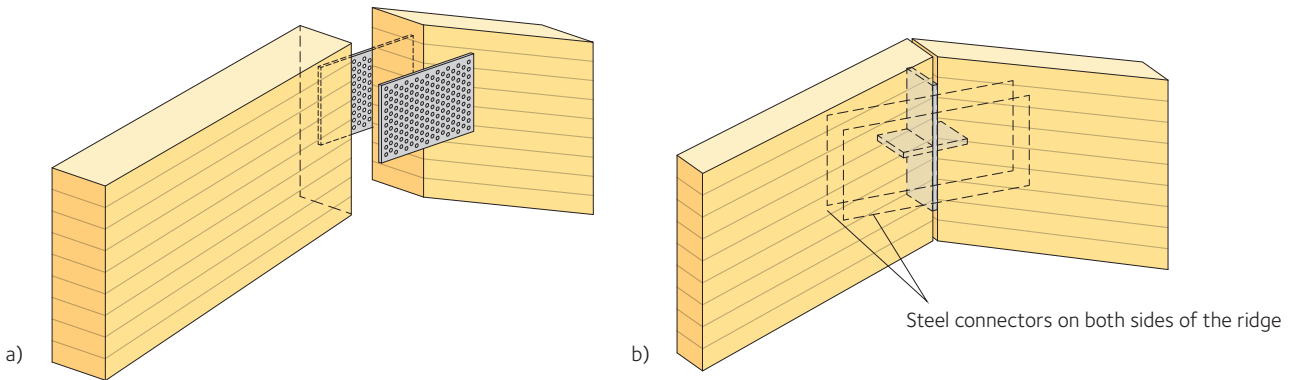 Steel connectors on both sides of the ridge
a)
b)